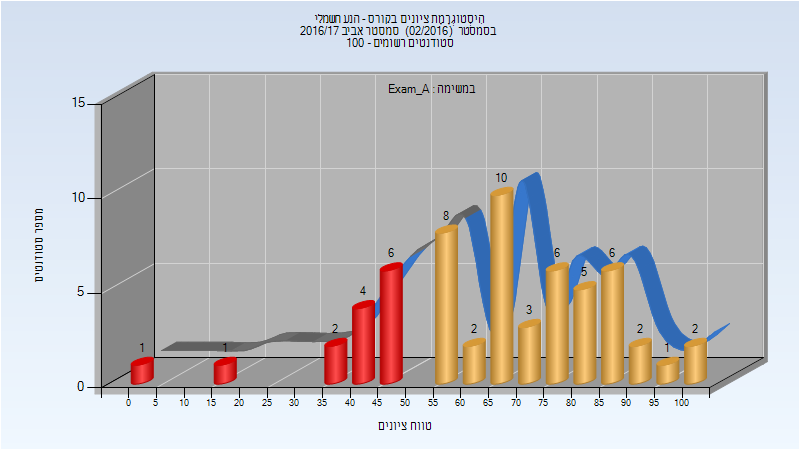 היסטוגרמת ציונים בקורס - הנע חשמלי
בסמסטר (02/2016) סמסטר אביב 2016/17
סטודנטים רשומים - 100
במשימה : Exam_A
מספר סטודנטים
15
10
5
0
1
1
2
4
6
8
2
10
3
6
5
6
2
1
2
0 5 10 15 20 25 30 35 40 45 50 55 60 65 70 75 80 85 90 95 100
טווח ציונים